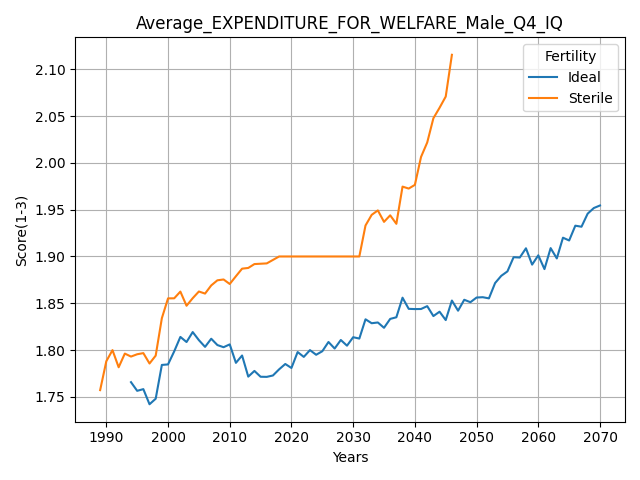 Average_EXPENDITURE_FOR_WELFARE_Male_Q4_IQ
Fertility
Ideal
Sterile
Score(1-3)
2.10
2.05
2.00
1.95
1.90
1.85
1.80
1.75
1990 2000 2010 2020 2030 2040 2050 2060 2070
Years